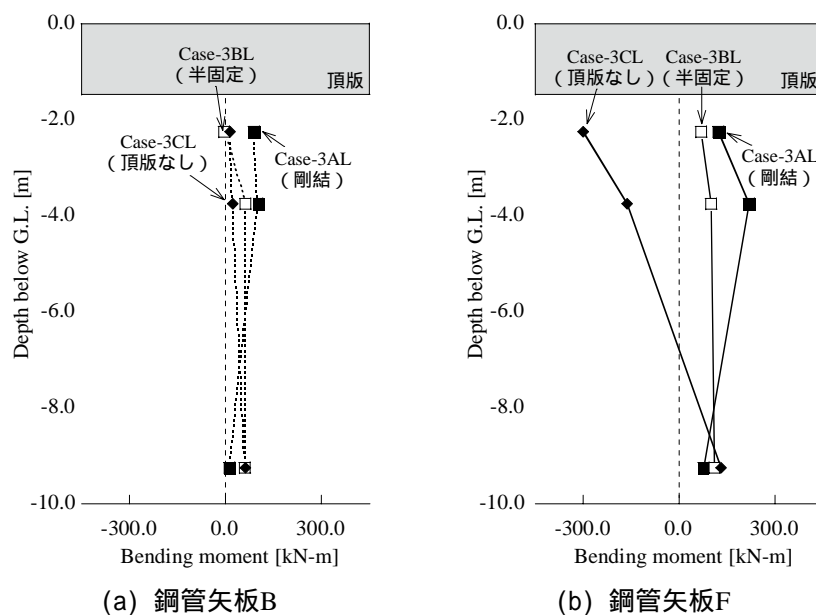 0.0
-2.0
-4.0
-6.0
-8.0
-10.0
Depth below G.L. [m]
Case-3BL
(半固定)
頂版
Case-3CL
(頂版なし)
Case-3AL
(剛結)
-300.0 0.0 300.0
Bending moment [kN-m]
(a) 鋼管矢板B
0.0
-2.0
-4.0
-6.0
-8.0
-10.0
Depth below G.L. [m]
Case-3CL Case-3BL
(頂版なし) (半固定) 頂版
Case-3AL
(剛結)
-300.0 0.0 300.0
Bending moment [kN-m]
(b) 鋼管矢板F